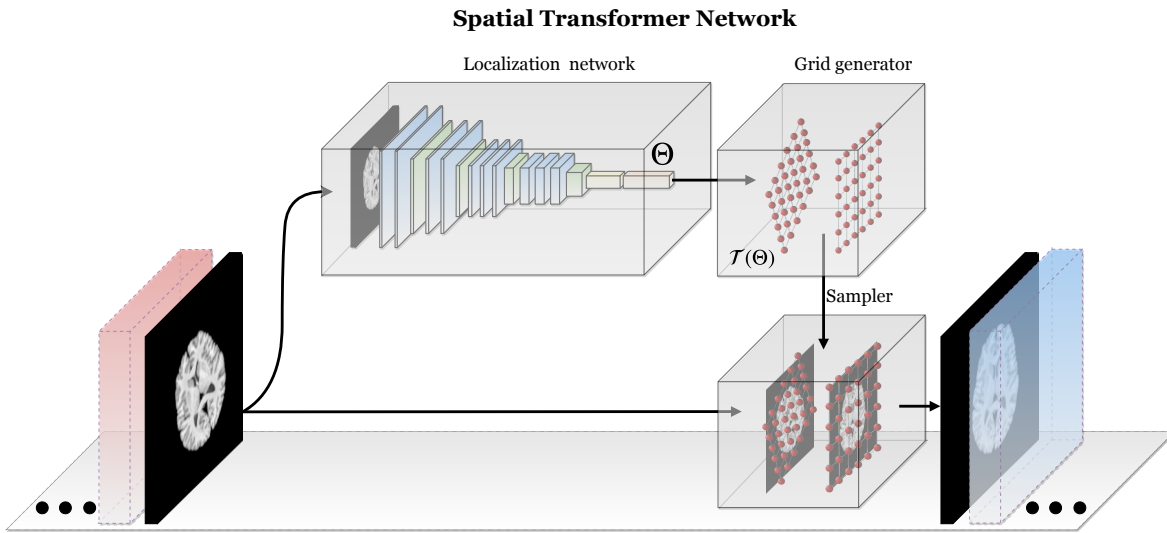 Spatial Transformer Network
Localization network
Grid generator
Θ
𝒯(Θ)
Sampler